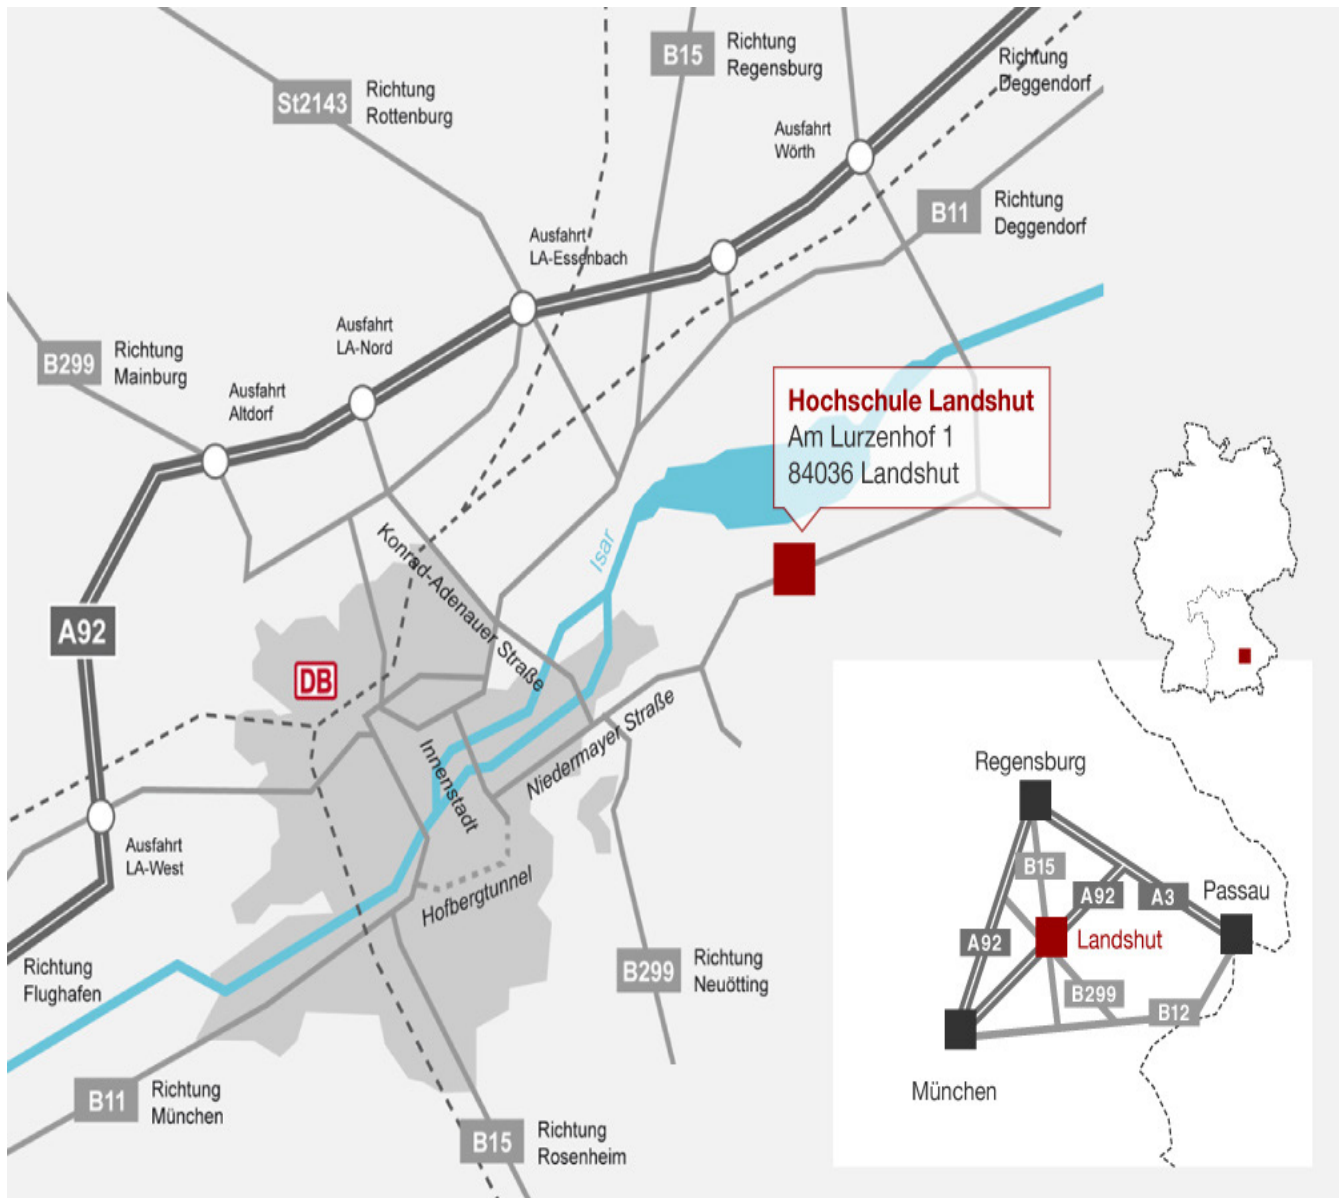 B15
Richtung
Regensburg
Richtung
Deggendorf
St2143
Richtung
Rottenburg
Ausfahrt
Wörth
B11
Richtung
Deggendorf
Ausfahrt
LA-Essenbach
Ausfahrt
LA-Nord
B299
Richtung
Mainburg
Ausfahrt
Altdorf
Hochschule Landshut
Am Lurzenhof 1
84036 Landshut
Isar
Konrad-Adenauer Straße
A92
DB
Niedermayer Straße
Innenstadt
Ausfahrt
LA-West
Hofbergtunnel
Richtung
Flughafen
B299
Richtung
Neuötting
B11
Richtung
München
B15
Richtung
Rosenheim
Regensburg
B15
A92
A3
Passau
A92
Landshut
B299
B12
München